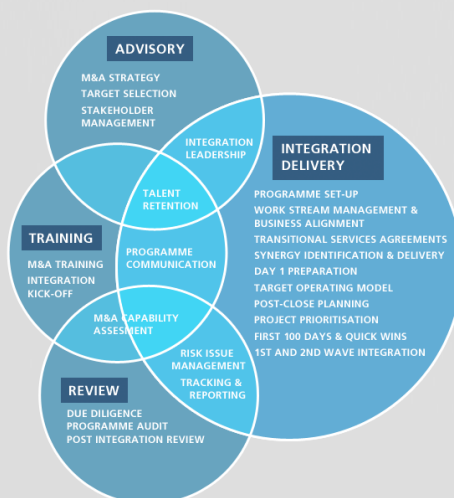 ADVISORY
M&A STRATEGY
TARGET SELECTION
STAKEHOLDER
MANAGEMENT
INTEGRATION
LEADERSHIP
TALENT
RETENTION
TRAINING
M&A TRAINING
INTEGRATION
KICK-OFF
PROGRAMME
COMMUNICATION
M&A CAPABILITY
ASSESMENT
RISK ISSUE
MANAGEMENT
TRACKING &
REPORTING
REVIEW
DUE DILIGENCE
PROGRAMME AUDIT
POST INTEGRATION REVIEW
INTEGRATION
DELIVERY
PROGRAMME SET-UP
WORK STREAM MANAGEMENT &
BUSINESS ALIGNMENT
TRANSITIONAL SERVICES AGREEMENTS
SYNERGY IDENTIFICATION & DELIVERY
DAY 1 PREPARATION
TARGET OPERATING MODEL
POST-CLOSE PLANNING
PROJECT PRIORITISATION
FIRST 100 DAYS & QUICK WINS
1ST AND 2ND WAVE INTEGRATION